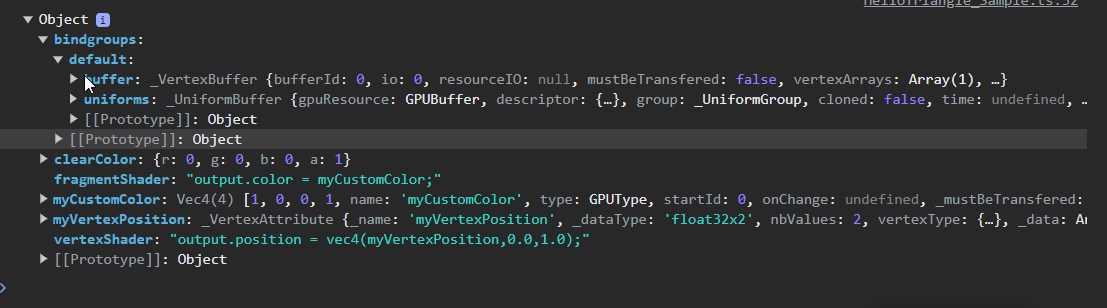 HelloTriangle_Sample.ts:52
▼ Object i
▼ bindgroups:
▼ default:
▶ buffer: _VertexBuffer {bufferId: 0, io: 0, resourceIO: null, mustBeTransfered: false, vertexArrays: Array(1), …}
▶ uniforms: _UniformBuffer {gpuResource: GPUBuffer, descriptor: {…}, group: _UniformGroup, cloned: false, time: undefined, …
▶ [[Prototype]]: Object
▶ [[Prototype]]: Object
▶ clearColor: {r: 0, g: 0, b: 0, a: 1}
fragmentShader: "output.color = myCustomColor;"
▶ myCustomColor: Vec4(4) [1, 0, 0, 1, name: 'myCustomColor', type: GPUType, startId: 0, onChange: undefined, _mustBeTransfered:
▶ myVertexPosition: _VertexAttribute {_name: 'myVertexPosition', _dataType: 'float32x2', nbValues: 2, vertexType: {…}, _data: Ar
vertexShader: "output.position = vec4(myVertexPosition,0.0,1.0);"
▶ [[Prototype]]: Object
>